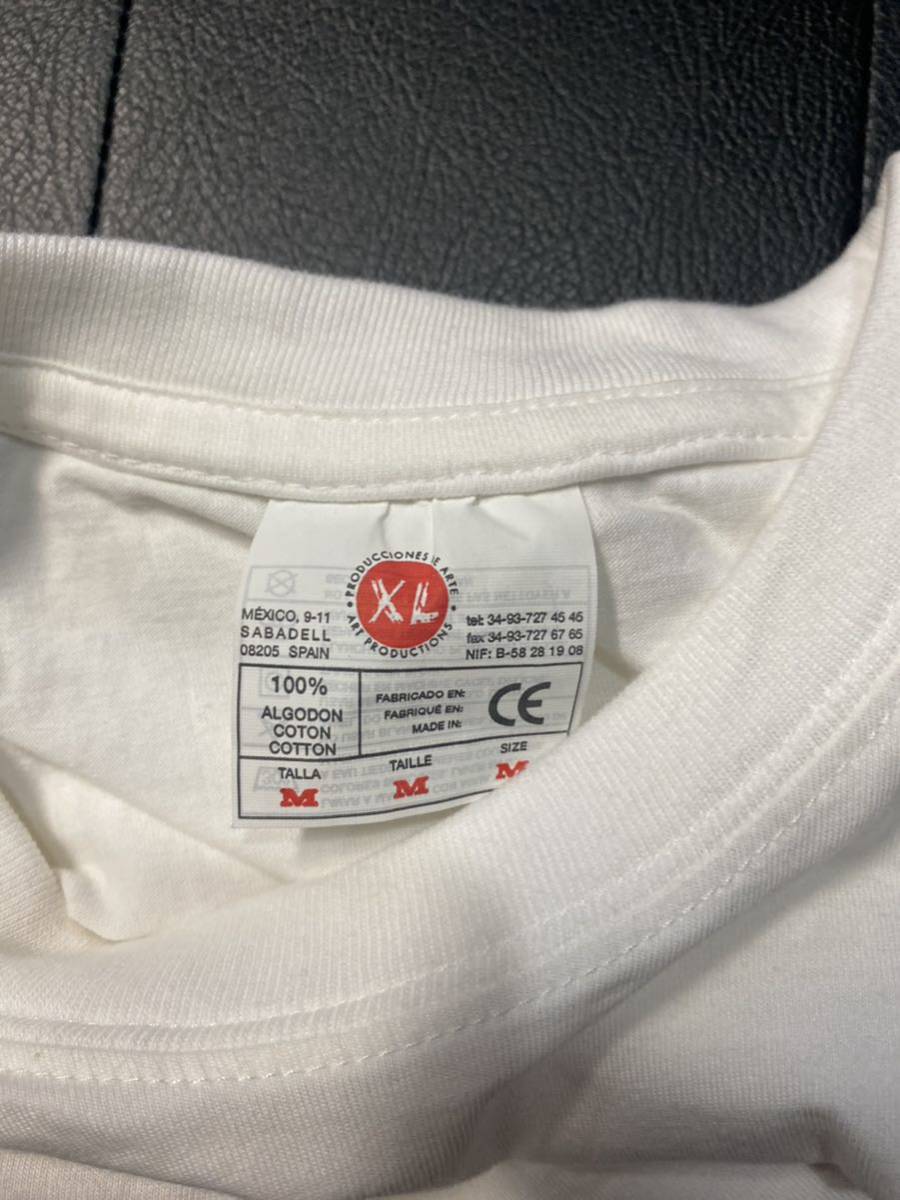 PRODUCCIONES DE ARTE
XL
ART PRODUCTIONS
MÉXICO, 9-11
SABADELL
08205 SPAIN
tel: 34-93-727 45 45
fax 34-93-727 67 65
NIF: B-58 28 19 08
100%
ALGODON
COTON
COTTON
FABRICADO EN:
FABRIQUÉ EN:
MADE IN:
CE
TALLA
M
TAILLE
M
SIZE
M